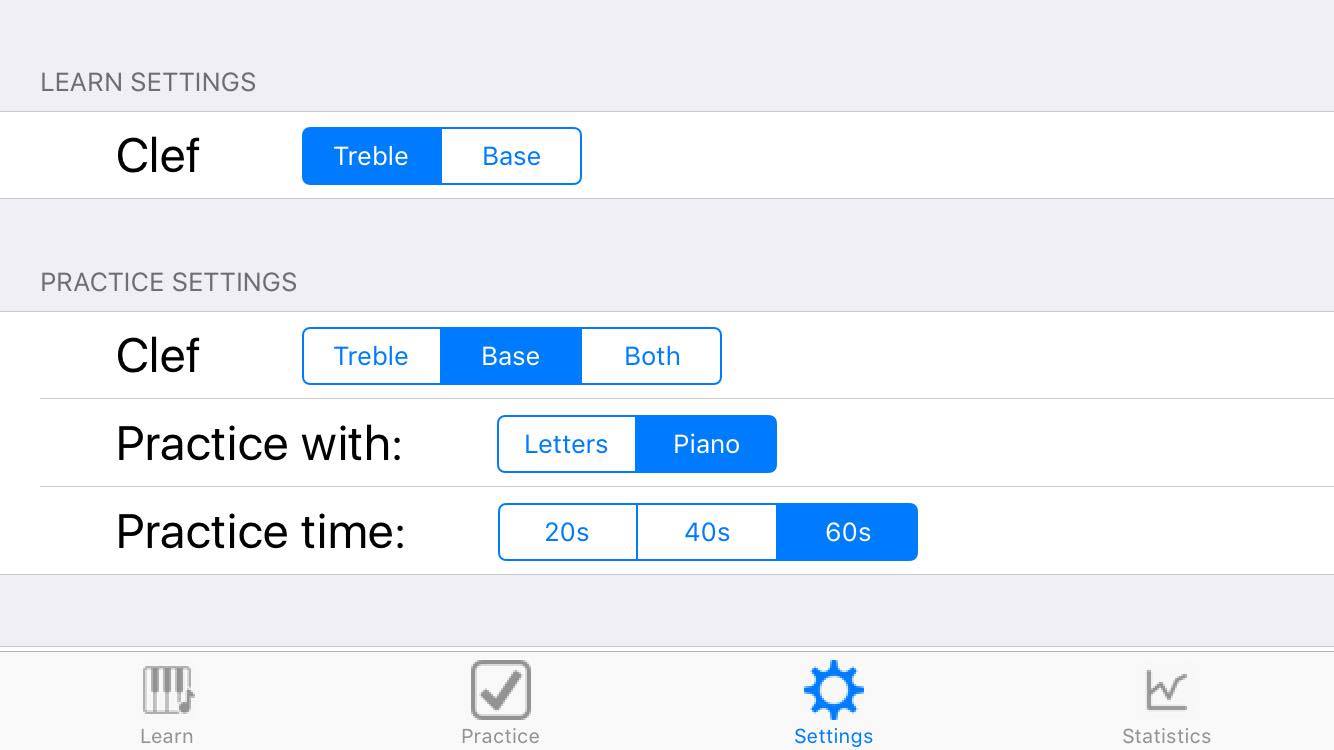 LEARN SETTINGS
Clef Treble Base
PRACTICE SETTINGS
Clef Treble Base Both
Practice with: Letters Piano
Practice time: 20s 40s 60s
Learn Practice Settings Statistics